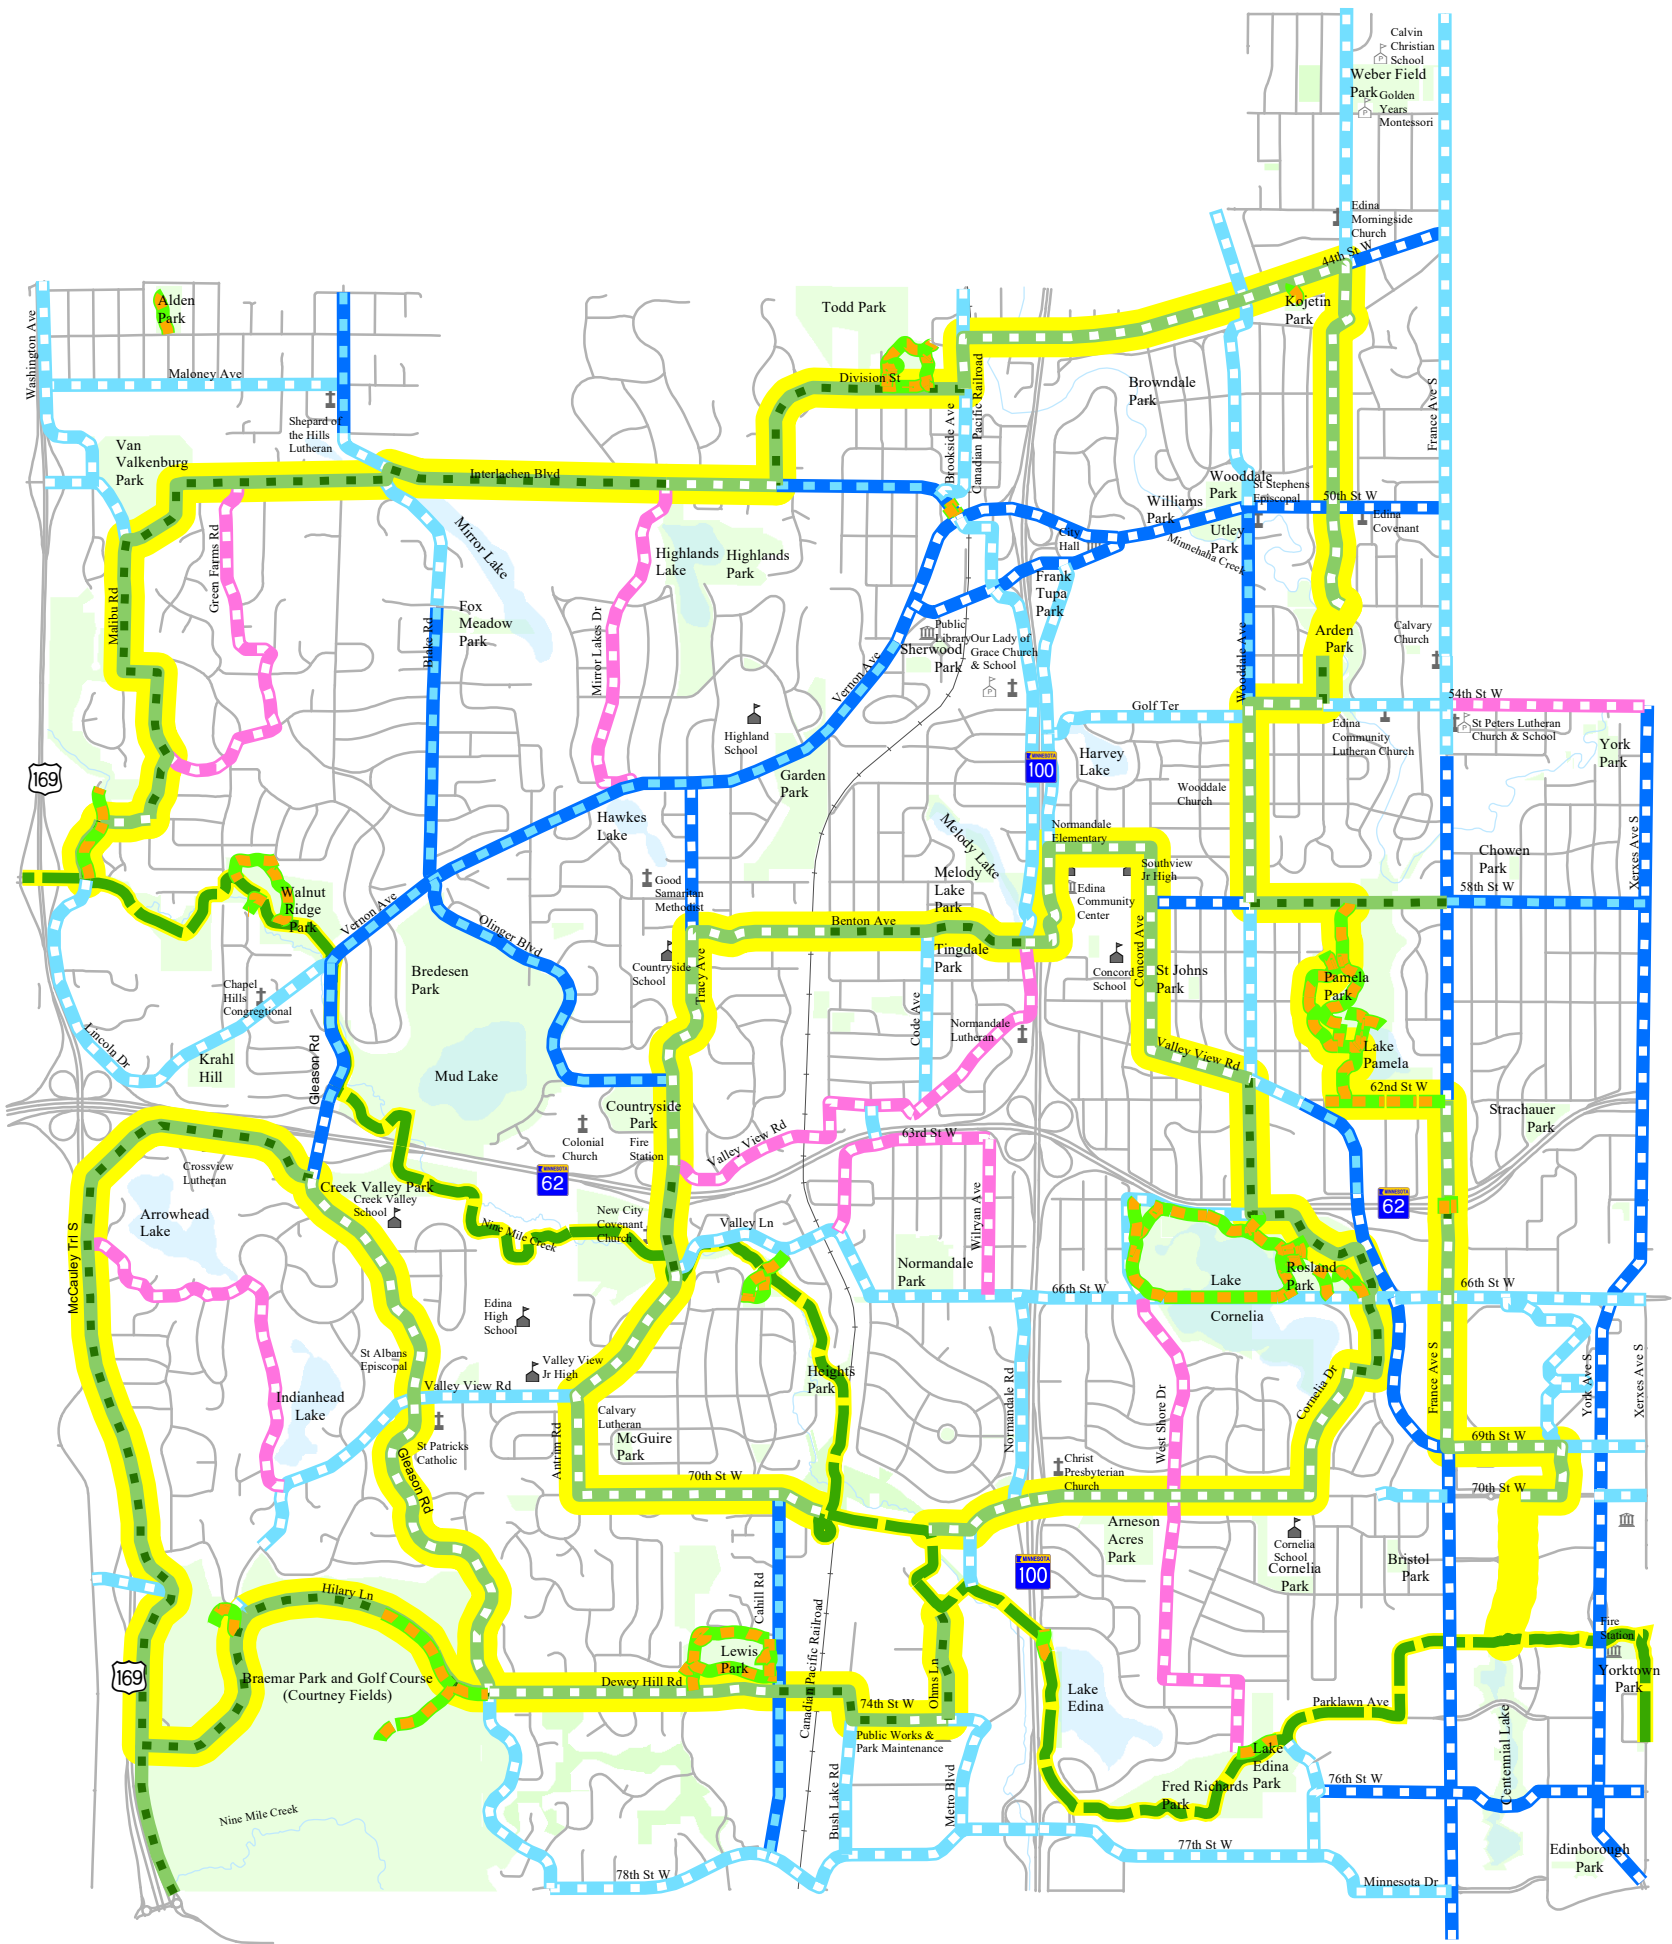 Calvin
Christian
School
Weber Field
Park
Golden
Years
Montessori
Edina
Morningside
Church
44th St W
Alden
Park
Todd Park
Kojetin
Park
Washington Ave
Maloney Ave
Division St
Canadian Pacific Railroad
Browndale
Park
France Ave S
Shepard of
the Hills
Lutheran
Brookside Ave
Van
Valkenburg
Park
Interlachen Blvd
Wooddale
Park
St Stephens
Episcopal
50th St W
Williams
Park
Edina
Covenant
Mirror Lake
Green Farms Rd
Highlands
Lake
Highlands
Park
City
Hall
Utley
Park
Minnehaha Creek
Malibu Rd
Fox
Meadow
Park
Blake Rd
Mirror Lakes Dr
Frank
Tupa
Park
Public
Library
Our Lady of
Grace Church
& School
Sherwood
Park
Arden
Park
Calvary
Church
Wooddale Ave
Vernon Ave
54th St W
Golf Ter
Highland
School
Edina
Community
Lutheran Church
St Peters Lutheran
Church & School
York
Park
169
MINNESOTA
100
Harvey
Lake
Garden
Park
Wooddale
Church
Hawkes
Lake
Melody Lake
Normandale
Elementary
Xerxes Ave S
Chowen
Park
Southview
Jr High
Good
Samaritan
Methodist
Melody
Lake
Park
Edina
Community
Center
58th St W
Walnut
Ridge
Park
Vernon Ave
Olinger Blvd
Benton Ave
Tingdale
Park
Concord Ave
Bredesen
Park
Countryside
School
Tracy Ave
Concord
School
St Johns
Park
Pamela
Park
Chapel
Hills
Congregtional
Code Ave
Normandale
Lutheran
Lincoln Dr
Krahl
Hill
Gleason Rd
Mud Lake
Valley View Rd
Lake
Pamela
62nd St W
Countryside
Park
Strachauer
Park
Colonial
Church
Fire
Station
Valley View Rd
63rd St W
Crossview
Lutheran
MINNESOTA
62
Creek Valley Park
Creek Valley
School
MINNESOTA
62
Arrowhead
Lake
New City
Covenant
Church
Nine Mile Creek
Valley Ln
Willryan Ave
McCauley Trl S
Normandale
Park
Lake
Cornelia
Rosland
Park
66th St W
66th St W
Edina
High
School
St Albans
Episcopal
Valley View
Jr High
Heights
Park
Normandale Rd
West Shore Dr
Cornelia Dr
France Ave S
York Ave S
Xerxes Ave S
Indianhead
Lake
Valley View Rd
Calvary
Lutheran
McGuire
Park
Antrim Rd
St Patricks
Catholic
Gleason Rd
69th St W
Christ
Presbyterian
Church
70th St W
70th St W
Arneson
Acres
Park
Cornelia
School
Cornelia
Park
Bristol
Park
MINNESOTA
100
Hilary Ln
Cahill Rd
Canadian Pacific Railroad
Fire
Station
169
Braemar Park and Golf Course
(Courtney Fields)
Lewis
Park
Dewey Hill Rd
Ohms Ln
Lake
Edina
Yorktown
Park
74th St W
Parklawn Ave
Public Works &
Park Maintenance
Centennial Lake
Lake
Edina
Park
Fred Richards
Park
76th St W
Bush Lake Rd
Metro Blvd
Nine Mile Creek
77th St W
Edinborough
Park
78th St W
Minnesota Dr